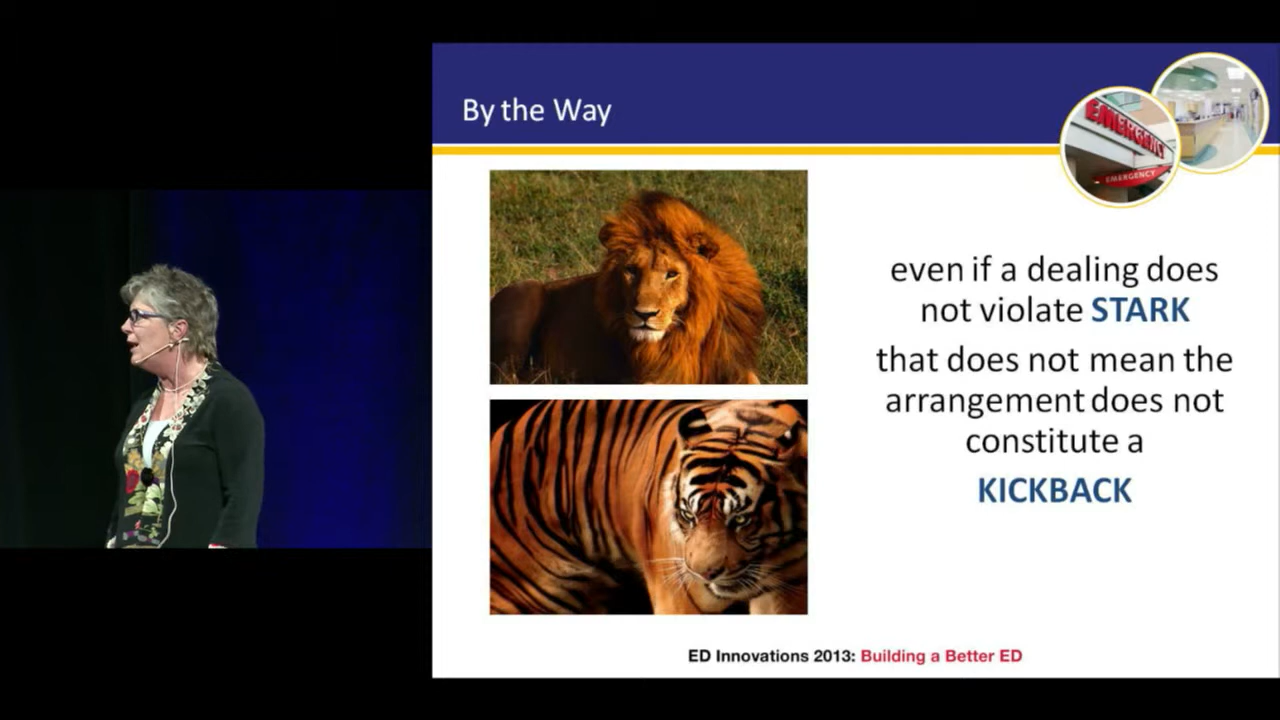 By the Way
EMERGENCY
EMERGENCY
even if a dealing does
not violate STARK
that does not mean the
arrangement does not
constitute a
KICKBACK
ED Innovations 2013: Building a Better ED